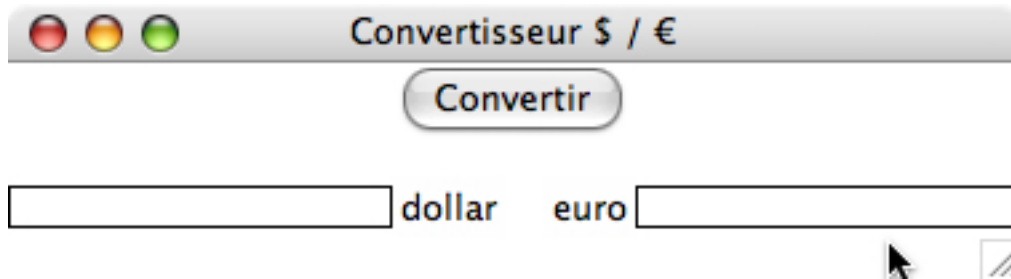 Convertisseur $ / €
Convertir
dollar euro